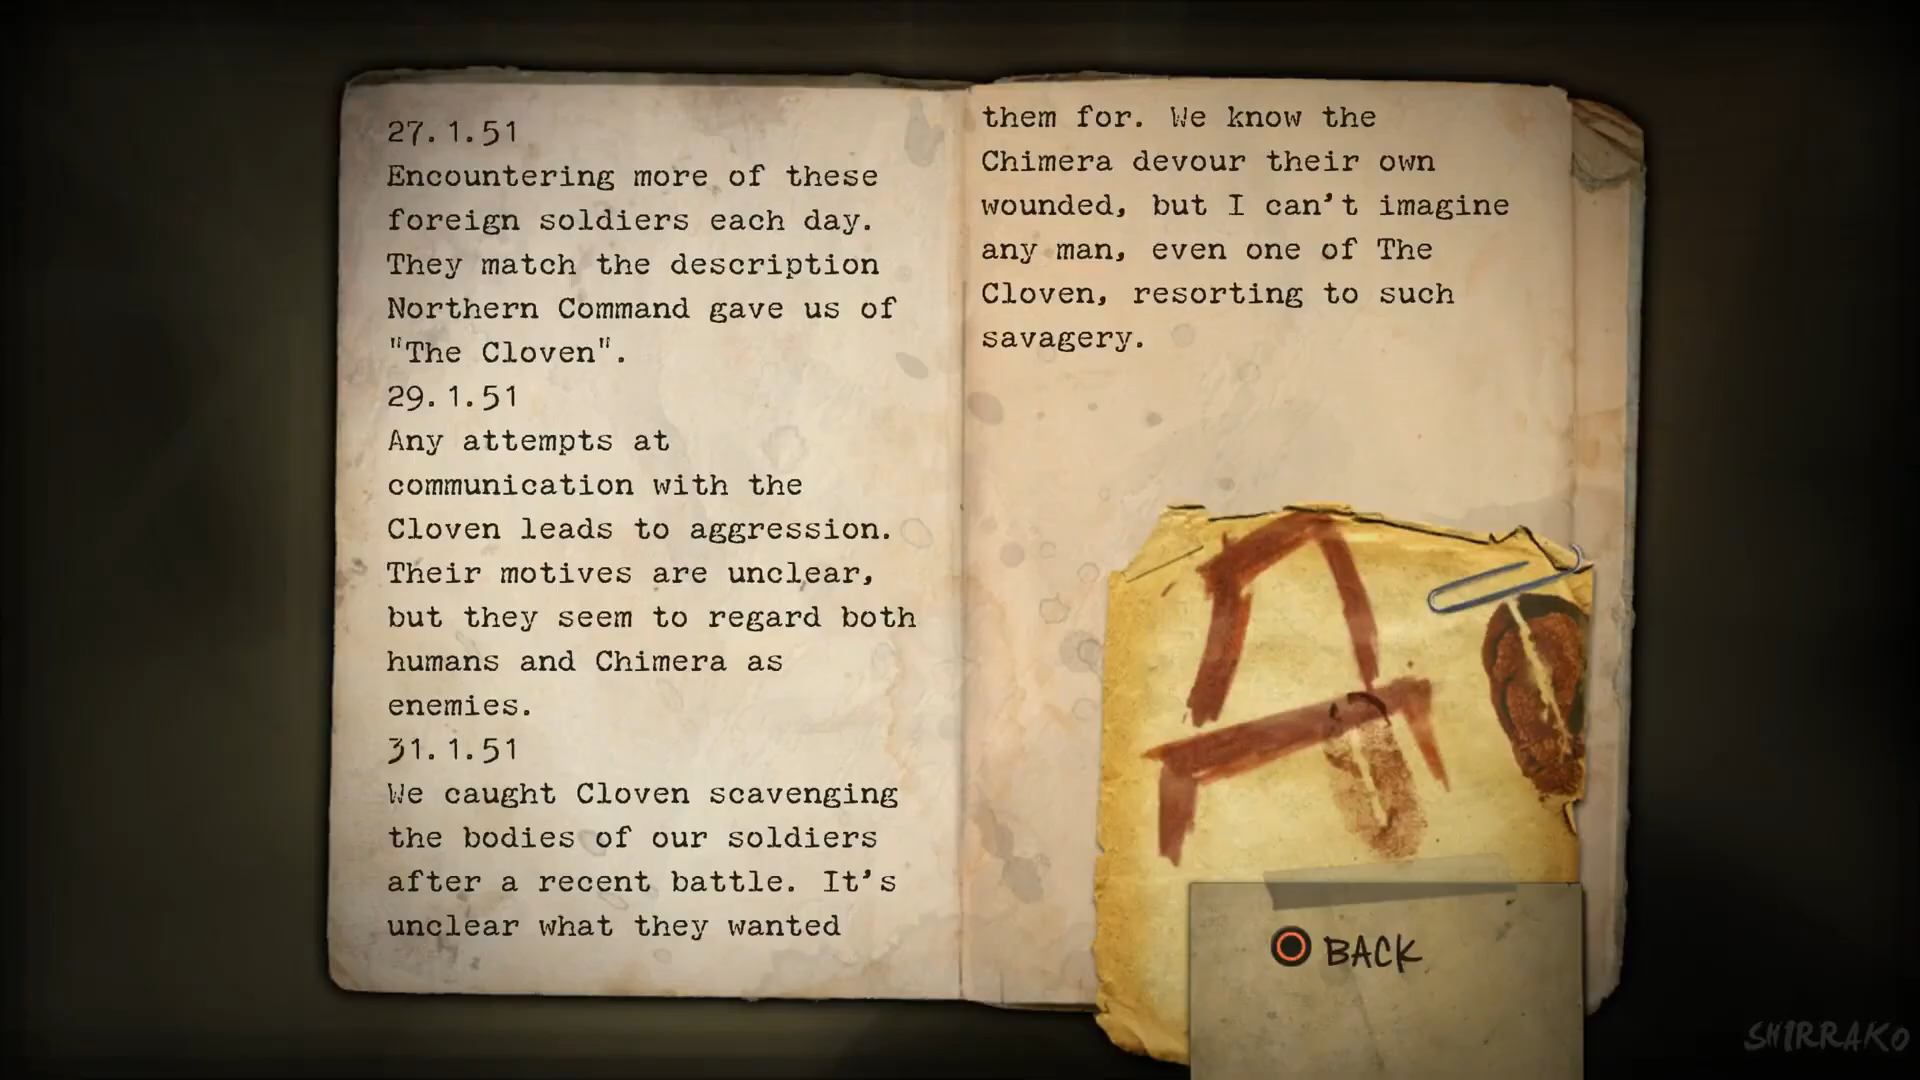 27.1.51
Encountering more of these
foreign soldiers each day.
They match the description
Northern Command gave us of
"The Cloven".
29.1.51
Any attempts at
communication with the
Cloven leads to aggression.
Their motives are unclear,
but they seem to regard both
humans and Chimera as
enemies.
31.1.51
We caught Cloven scavenging
the bodies of our soldiers
after a recent battle. It's
unclear what they wanted
them for. We know the
Chimera devour their own
wounded, but I can't imagine
any man, even one of The
Cloven, resorting to such
savagery.
Д
BACK
SHIRRAKO